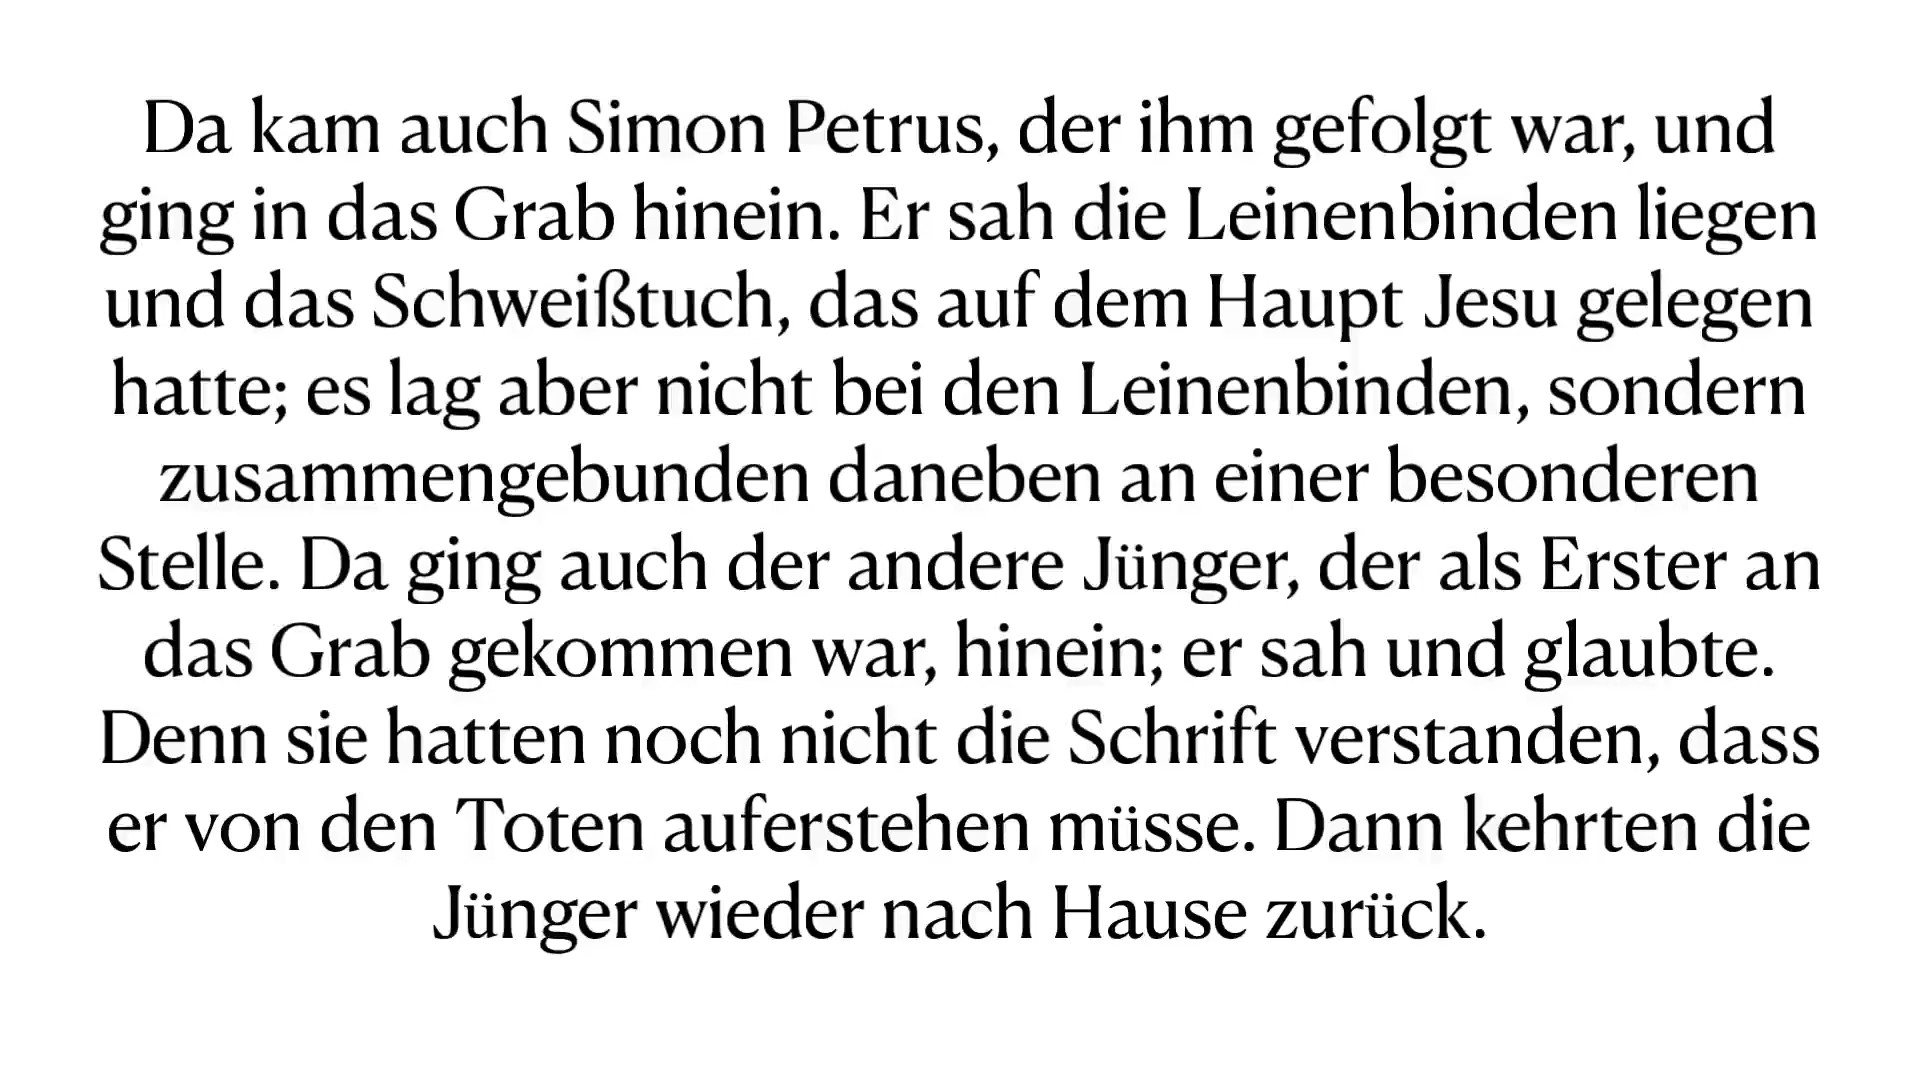 Da kam auch Simon Petrus, der ihm gefolgt war, und
ging in das Grab hinein. Er sah die Leinenbinden liegen
und das Schweißtuch, das auf dem Haupt Jesu gelegen
hatte; es lag aber nicht bei den Leinenbinden, sondern
zusammengebunden daneben an einer besonderen
Stelle. Da ging auch der andere Jünger, der als Erster an
das Grab gekommen war, hinein; er sah und glaubte.
Denn sie hatten noch nicht die Schrift verstanden, dass
er von den Toten auferstehen müsse. Dann kehrten die
Jünger wieder nach Hause zurück.